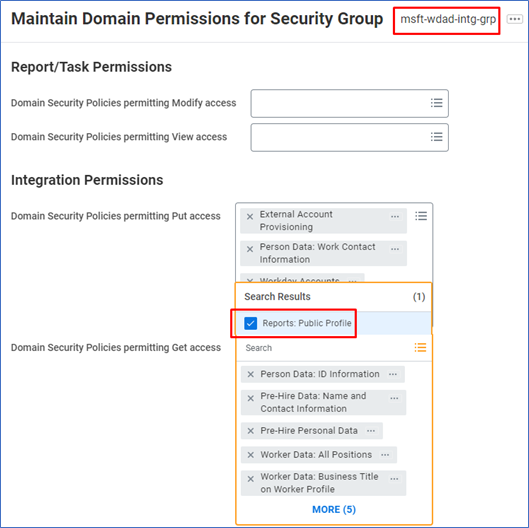 Maintain Domain Permissions for Security Group msft-wdad-intg-grp
Report/Task Permissions
Domain Security Policies permitting Modify access
Domain Security Policies permitting View access
Integration Permissions
Domain Security Policies permitting Put access
External Account
Provisioning
Person Data: Work Contact
Information
Workday Accounts
Search Results (1)
Reports: Public Profile
Domain Security Policies permitting Get access
Search
Person Data: ID Information
Pre-Hire Data: Name and
Contact Information
Pre-Hire Personal Data
Worker Data: All Positions
Worker Data: Business Title
on Worker Profile
MORE (5)